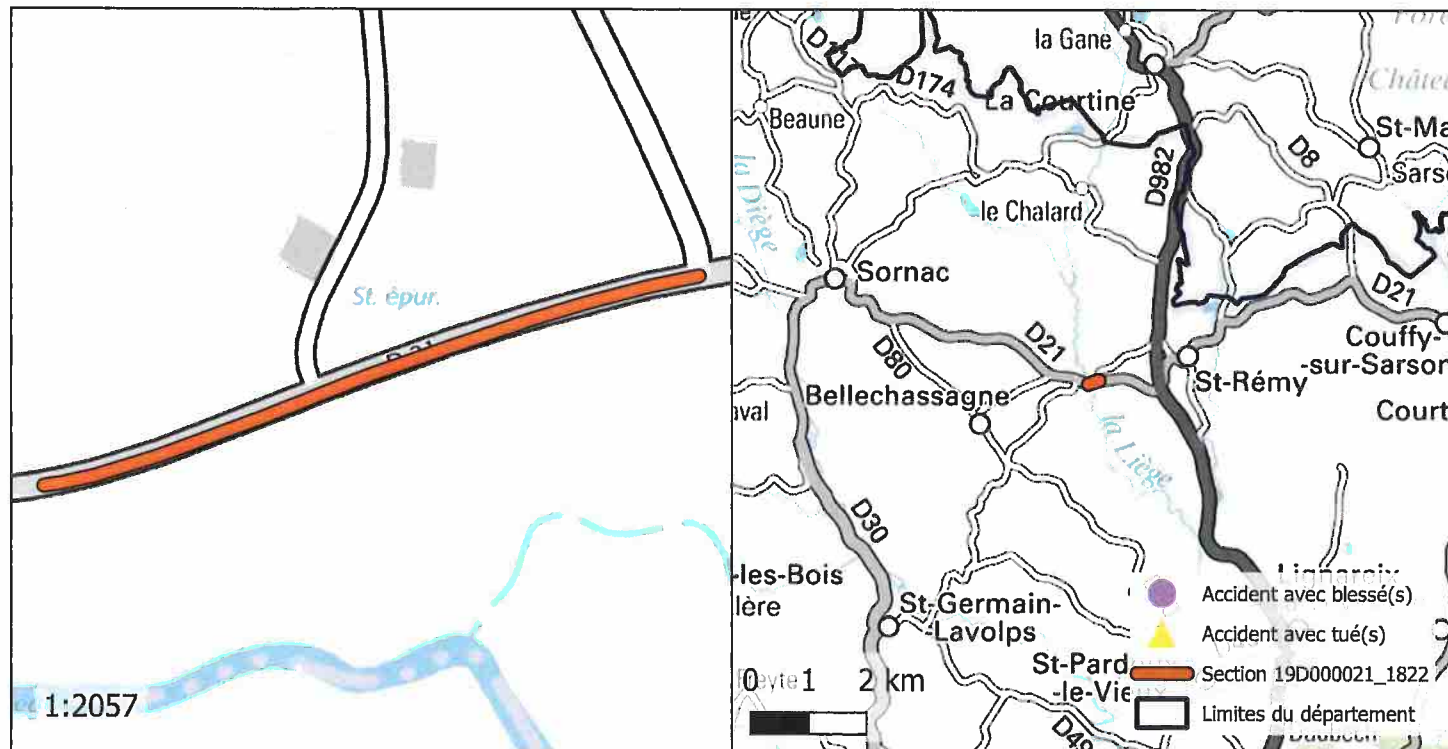 St. épur.
1:2057
la Gane
D174
La Courtine
Beaune
la Diège
D982
D8
St-Ma
Sarso
le Chalard
Sornac
D21
D21
Couffy-
-sur-Sarson
D80
St-Rémy
Bellechassagne
aval
Court
la Liège
D30
-les-Bois
lère
Lignareix
St-Germain-
-Lavolps
St-Pard
-le-Vieux
D49
0 1 2 km
Accident avec blessé(s)
Accident avec tué(s)
Section 19D000021_1822
Limites du département